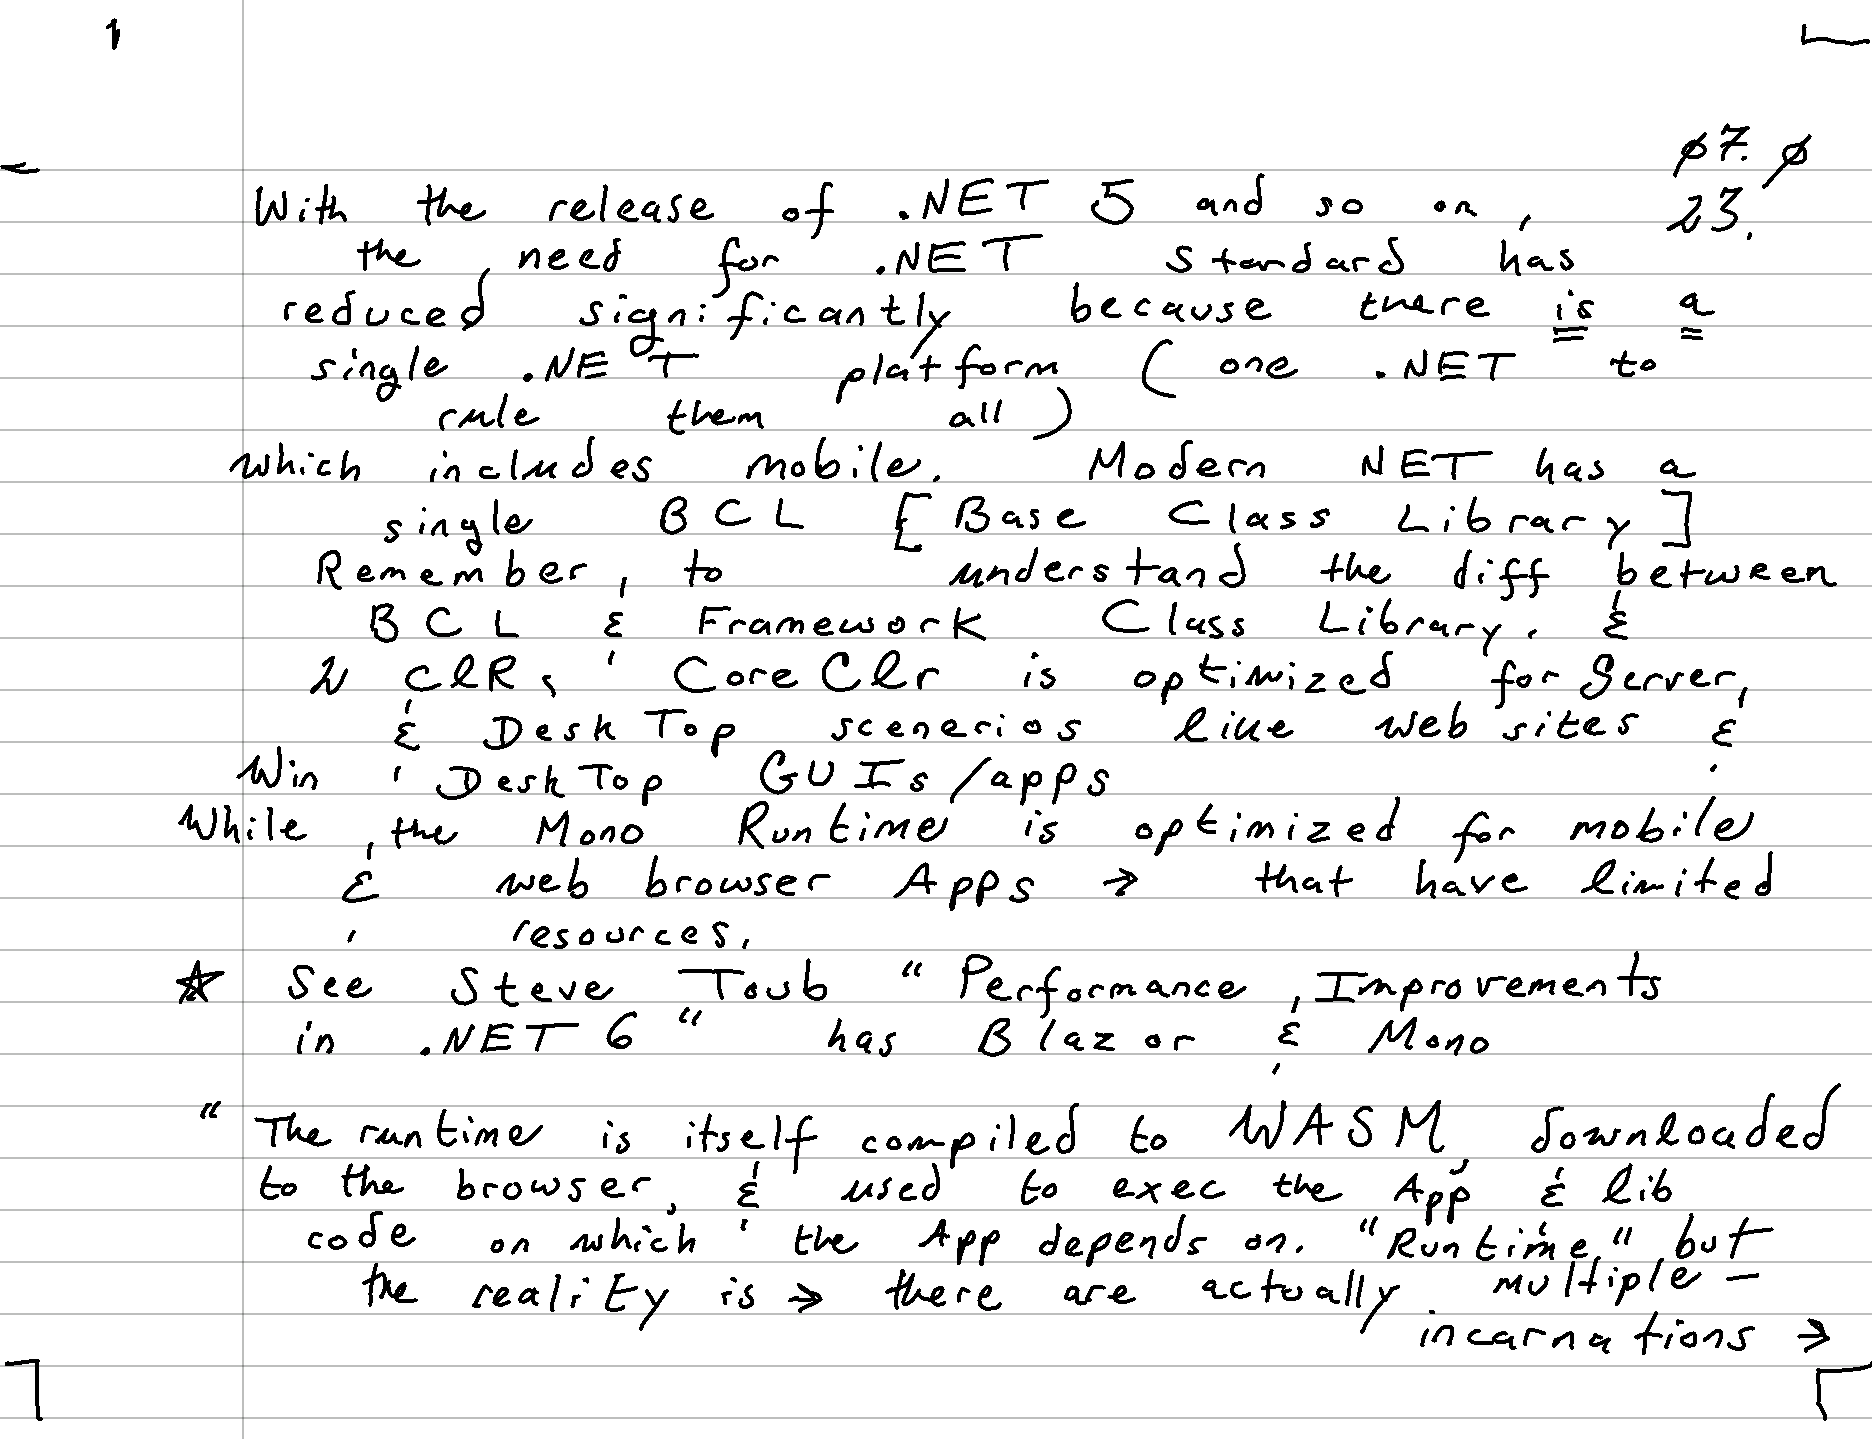 1
07. 0
With the release of .NET 5 and so on, 23.
the need for .NET Standard has
reduced significantly because there is a
single .NET platform (one .NET to
rule them all)
which includes mobile. Modern NET has a
single BCL [Base Class Library]
Remember, to understand the diff between
BCL & Framework Class Library. &
2 ClRs CoreClr is optimized for Server,
& DeskTop scenerios like web sites &
Win DeskTop GUIs/apps
While, the Mono Runtime is optimized for mobile
& web browser Apps → that have limited
resources.
☆ See Steve Toub “Performance Improvements
in .NET 6“ has Blazor & Mono
“The runtime is itself compiled to WASM, downloaded
to the browser, & used to exec the App & lib
code on which the App depends on. “Runtime," but
the reality is → there are actually multiple –
incarnations →